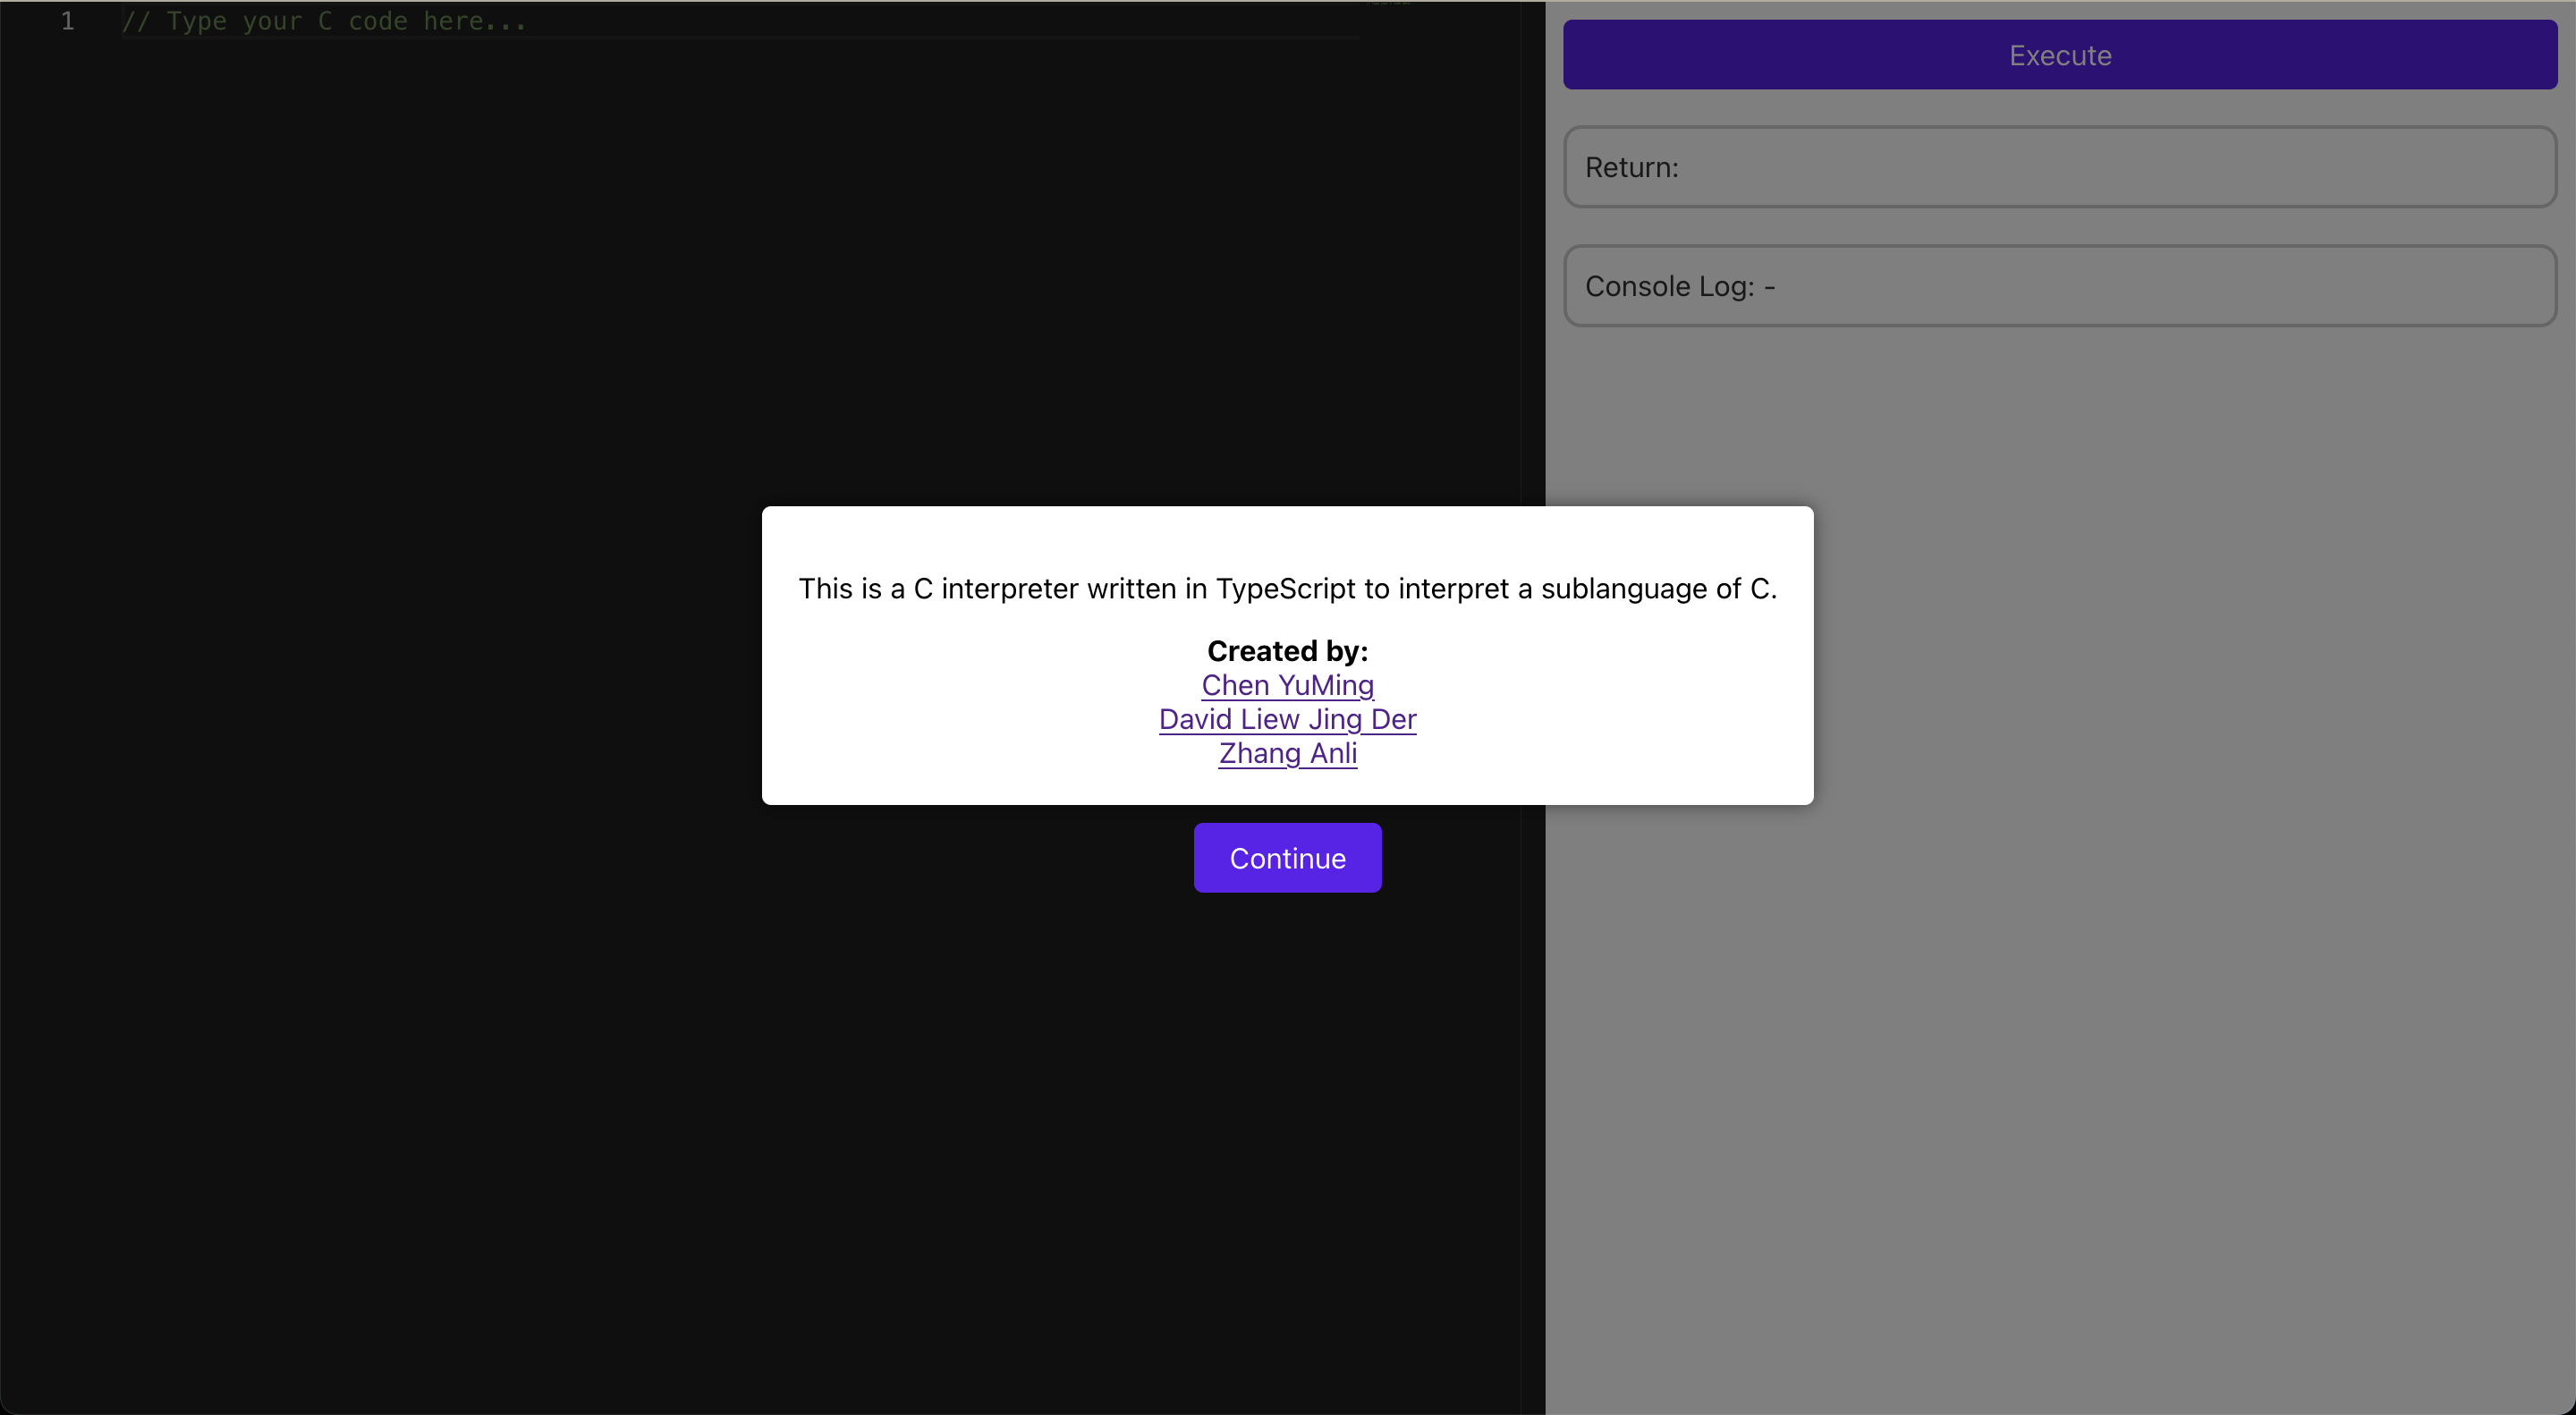 1 // Type your C code here...
Execute
Return:
Console Log: -
This is a C interpreter written in TypeScript to interpret a sublanguage of C.
Created by:
Chen YuMing
David Liew Jing Der
Zhang Anli
Continue